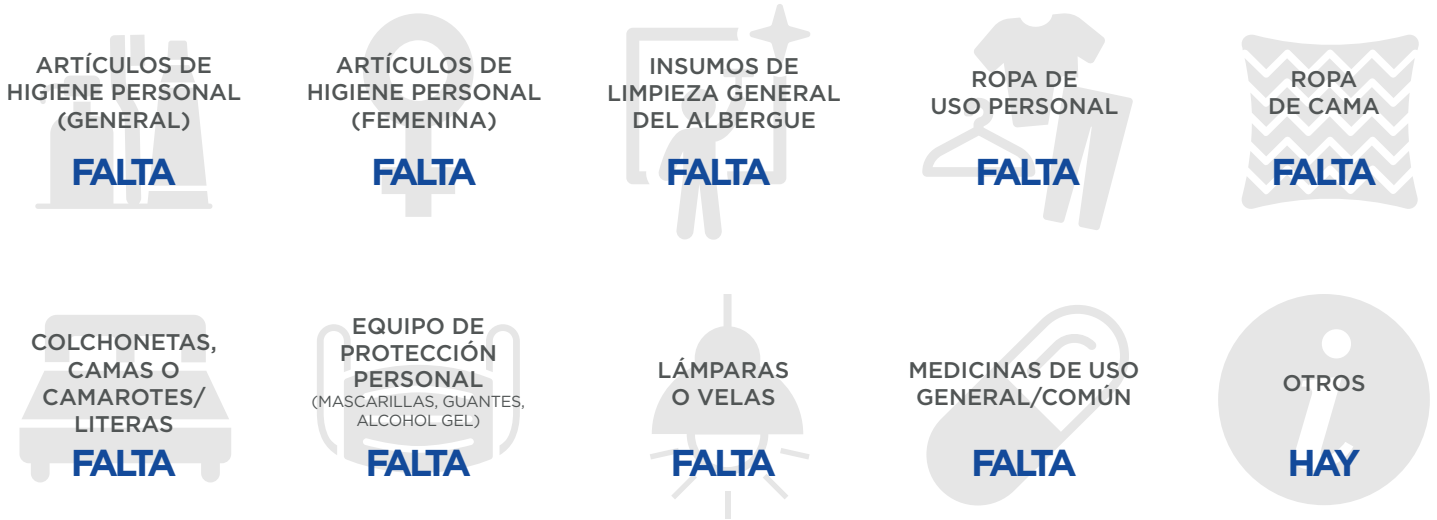 ARTÍCULOS DE
HIGIENE PERSONAL
(GENERAL)
FALTA
ARTÍCULOS DE
HIGIENE PERSONAL
(FEMENINA)
FALTA
INSUMOS DE
LIMPIEZA GENERAL
DEL ALBERGUE
FALTA
ROPA DE
USO PERSONAL
FALTA
ROPA
DE CAMA
FALTA
COLCHONETAS,
CAMAS O
CAMAROTES/
LITERAS
FALTA
EQUIPO DE
PROTECCIÓN
PERSONAL
(MASCARILLAS, GUANTES,
ALCOHOL GEL)
FALTA
LÁMPARAS
O VELAS
FALTA
MEDICINAS DE USO
GENERAL/COMÚN
FALTA
OTROS
HAY